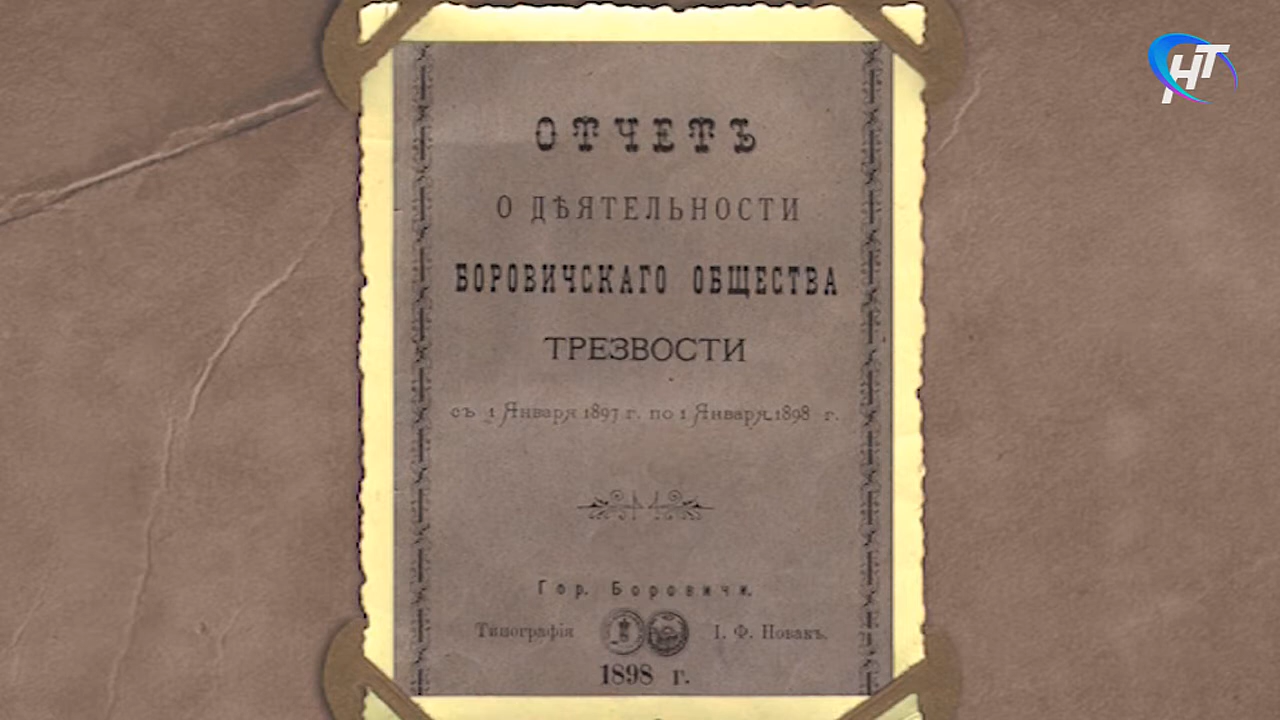 НТ
ОТЧЕТЪ
О ДѢЯТЕЛЬНОСТИ
БОРОВИЧСКАГО ОБЩЕСТВА
ТРЕЗВОСТИ
съ 1 Января 1897 г. по 1 Января 1898 г.
Гор. Боровичи.
Типографія І. Ф. Новакъ.
1898 г.